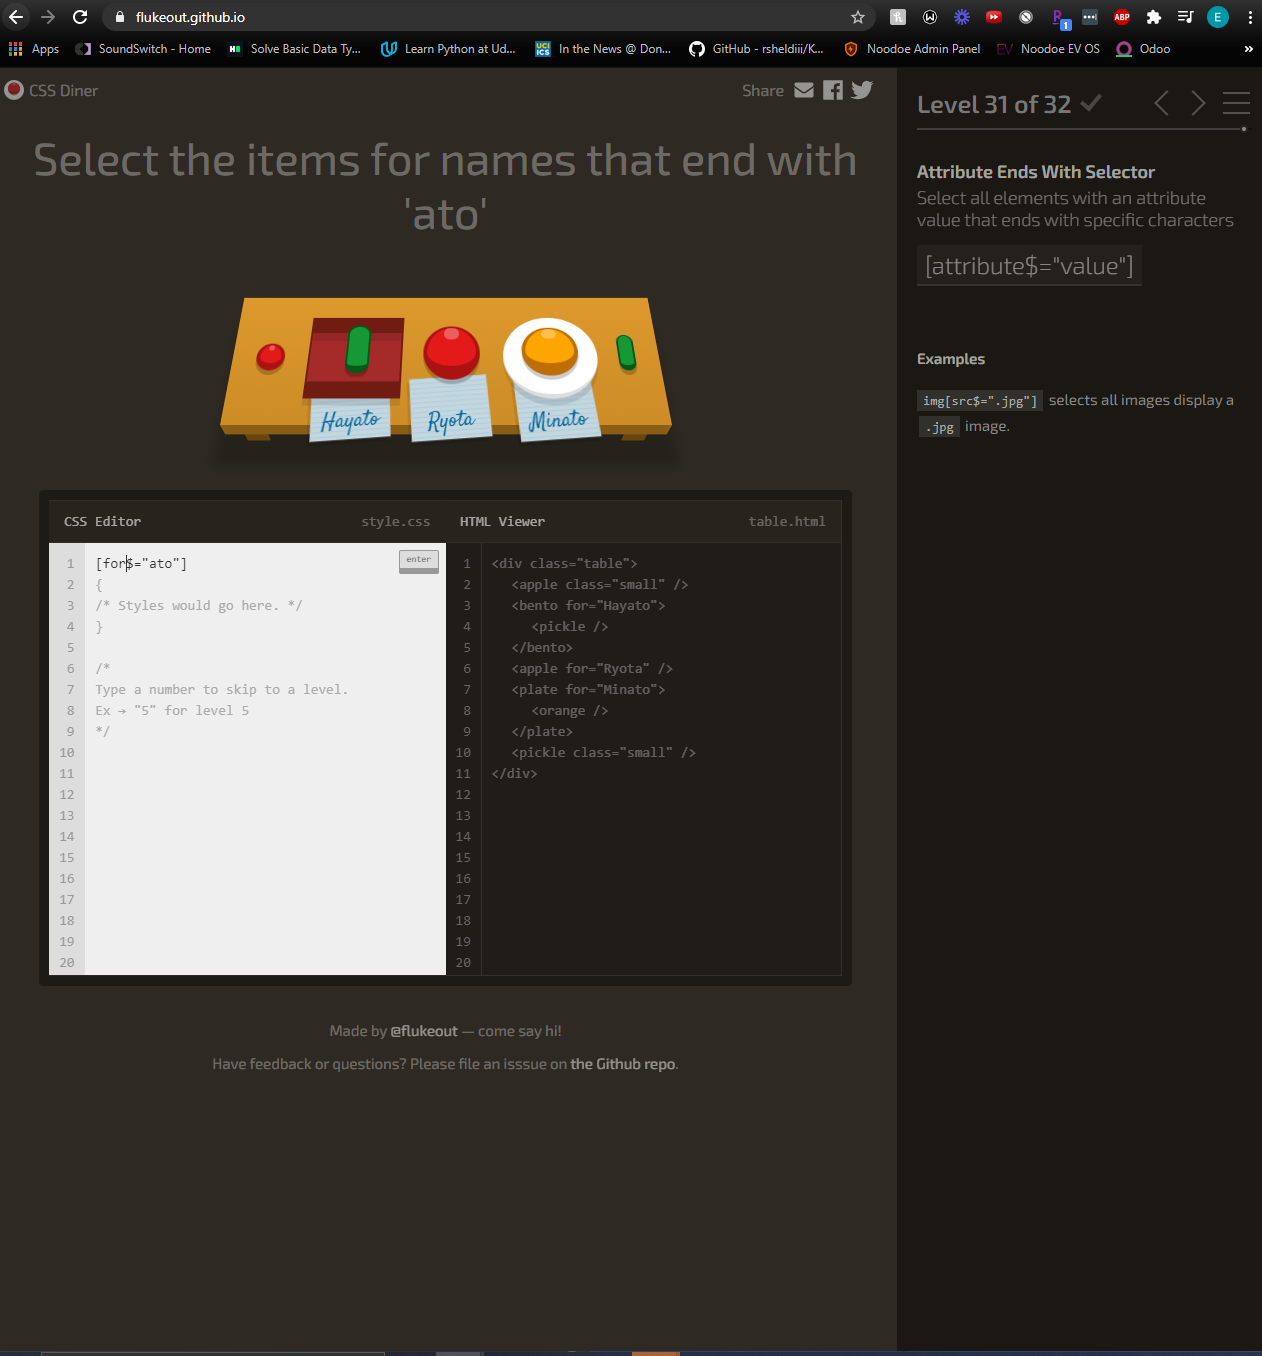 flukeout.github.io
Apps SoundSwitch - Home Solve Basic Data Ty... Learn Python at Ud... In the News @ Don... GitHub - rsheldiii/K... Noodoe Admin Panel Noodoe EV OS Odoo »
CSS Diner
Share
Select the items for names that end with
'ato'
Hayato
Ryota
Minato
CSS Editor style.css
HTML Viewer table.html
1 [for$="ato"]
enter
2 {
3 /* Styles would go here. */
4 }
5
6 /*
7 Type a number to skip to a level.
8 Ex → "5" for level 5
9 */
10
11
12
13
14
15
16
17
18
19
20
1 <div class="table">
2 <apple class="small" />
3 <bento for="Hayato">
4 <pickle />
5 </bento>
6 <apple for="Ryota" />
7 <plate for="Minato">
8 <orange />
9 </plate>
10 <pickle class="small" />
11 </div>
12
13
14
15
16
17
18
19
20
Made by @flukeout — come say hi!
Have feedback or questions? Please file an isssue on the Github repo.
Level 31 of 32
Attribute Ends With Selector
Select all elements with an attribute
value that ends with specific characters
[attribute$="value"]
Examples
img[src$=".jpg"] selects all images display a
.jpg image.
E
ABP
1